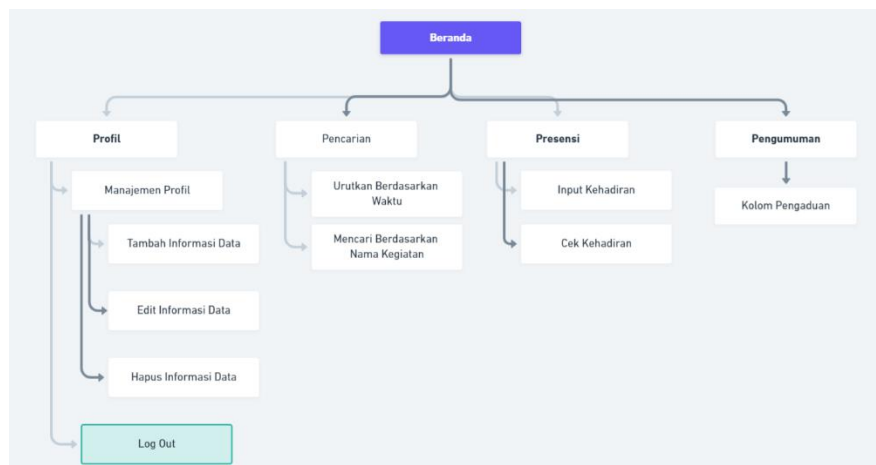 Beranda
Profil
Pencarian
Presensi
Pengumuman
Manajemen Profil
Urutkan Berdasarkan
Waktu
Input Kehadiran
Kolom Pengaduan
Tambah Informasi Data
Mencari Berdasarkan
Nama Kegiatan
Cek Kehadiran
Edit Informasi Data
Hapus Informasi Data
Log Out